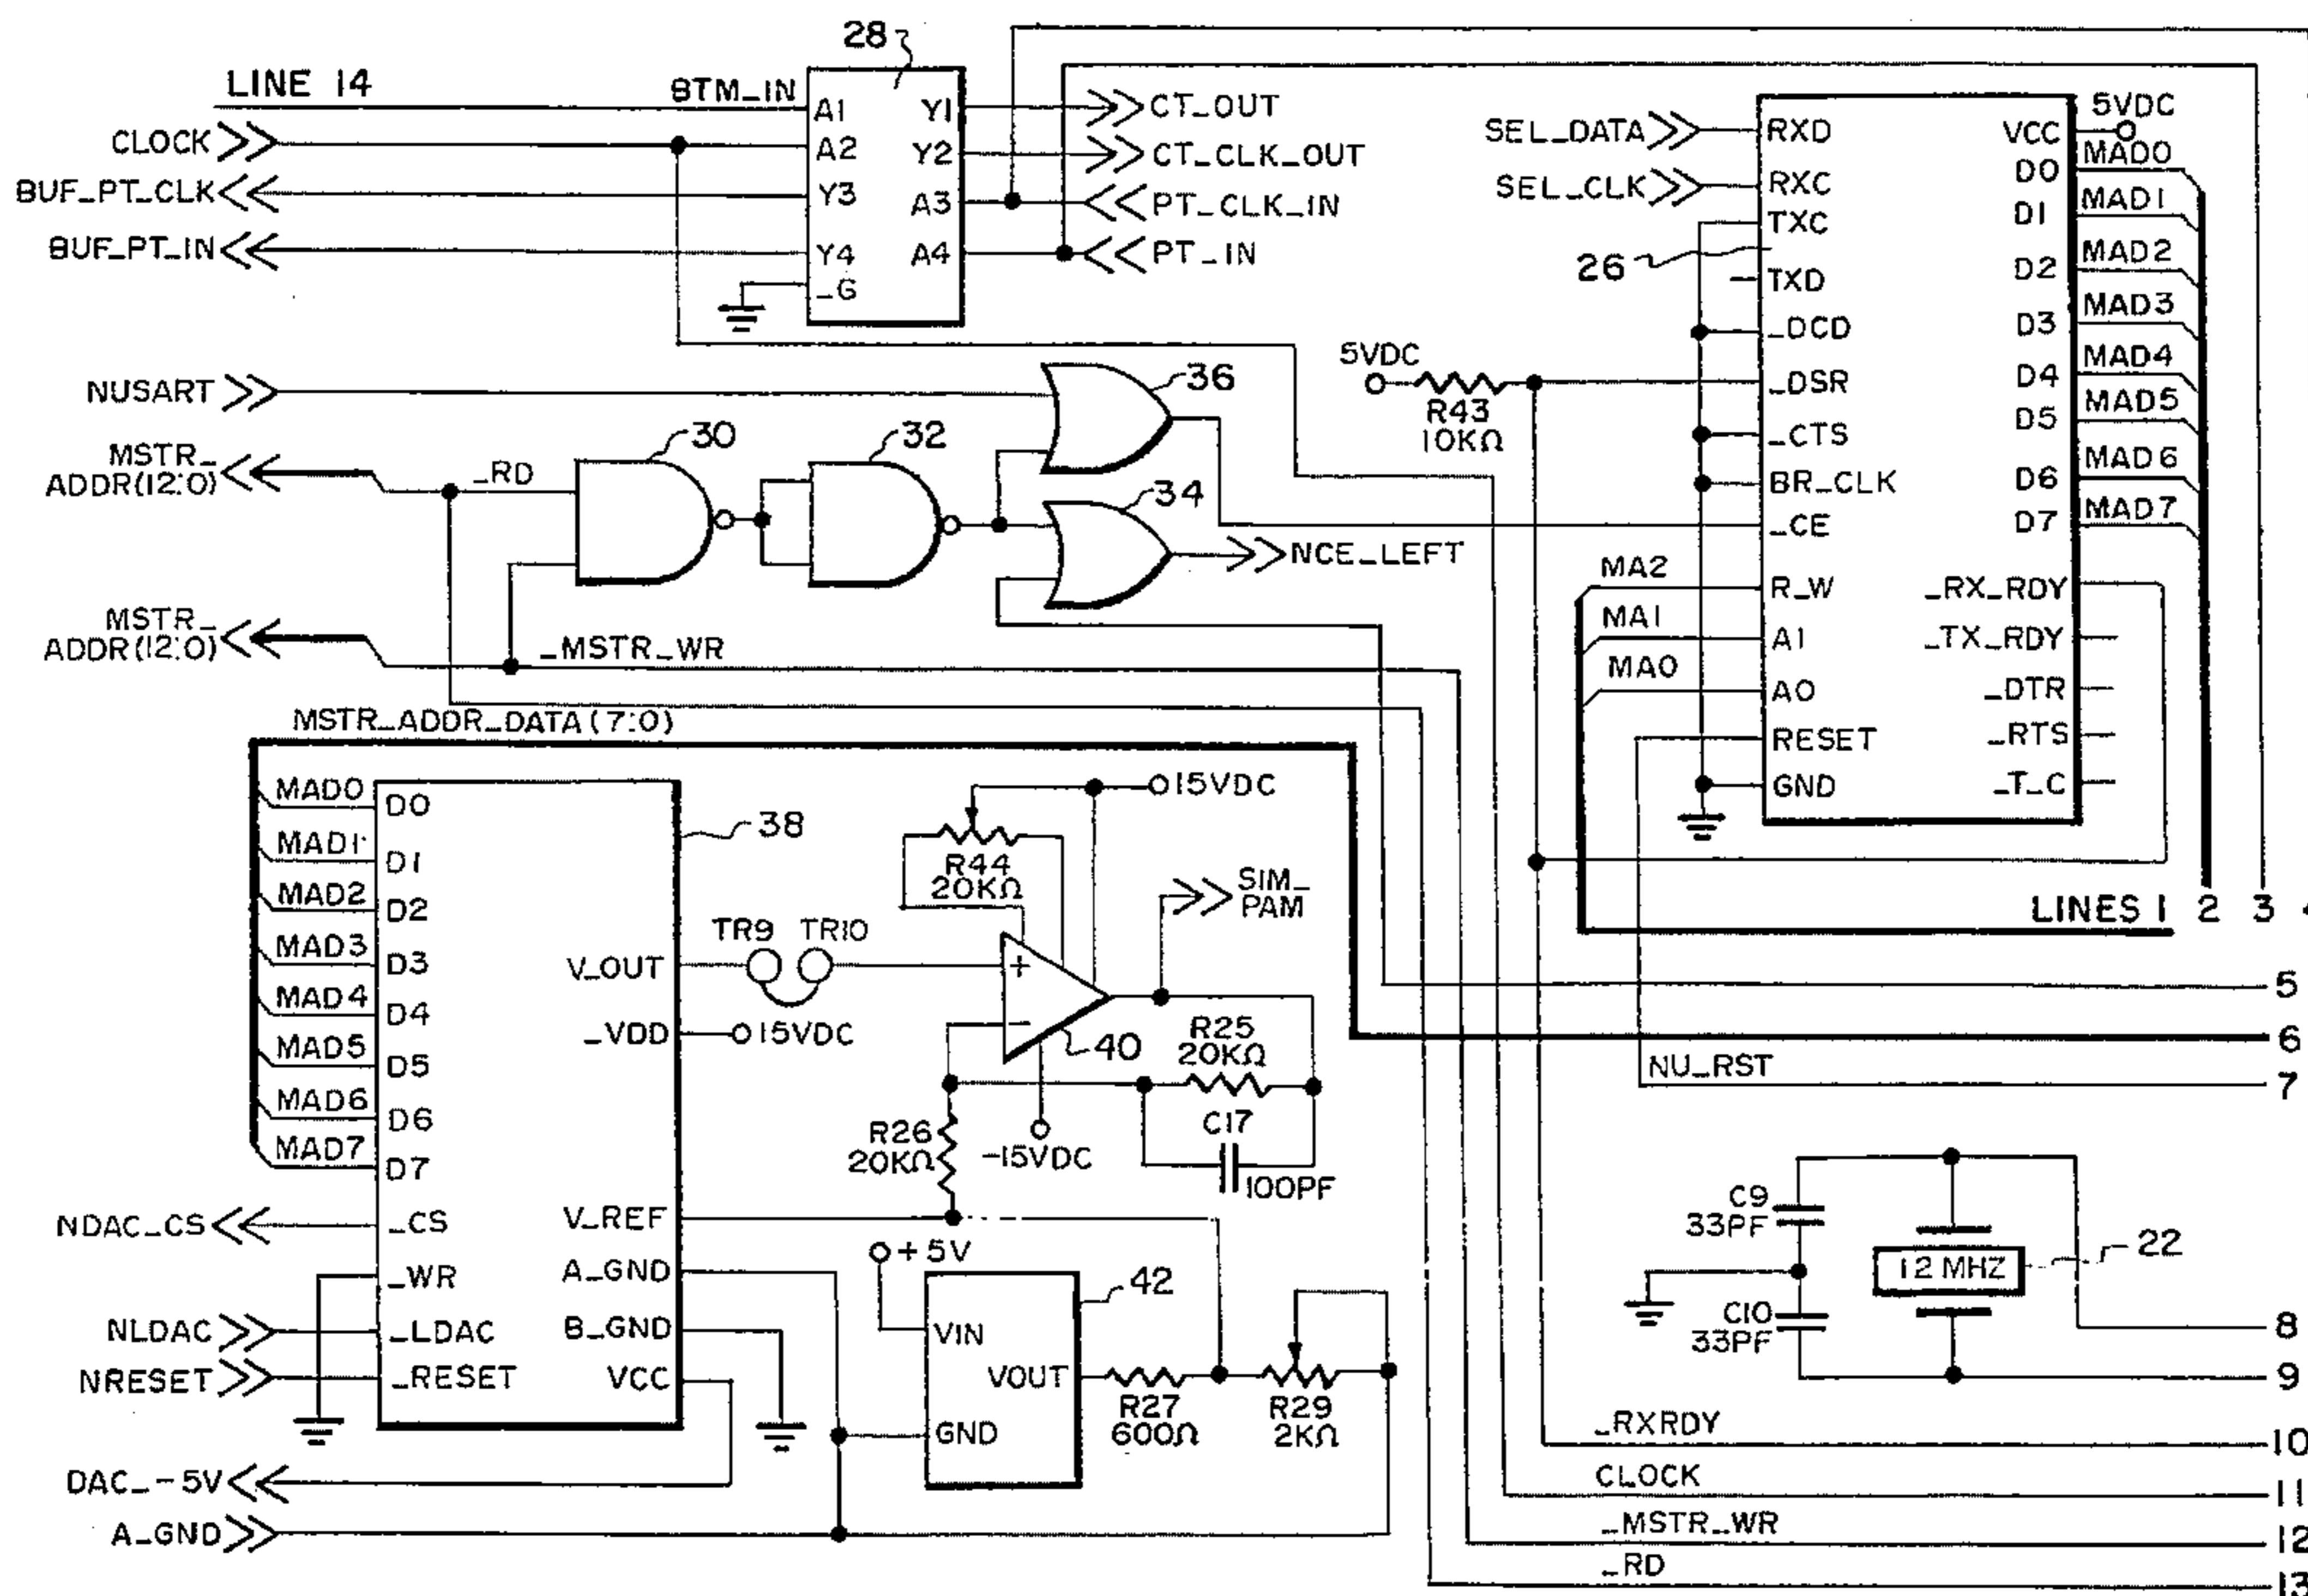 28
LINE 14
BTM_IN
A1
Y1
CT_OUT
CLOCK
A2
Y2
CT_CLK_OUT
BUF_PT_CLK
Y3
A3
PT_CLK_IN
BUF_PT_IN
Y4
A4
PT_IN
_G
SEL_DATA
RXD
VCC
5VDC
SEL_CLK
RXC
D0
MAD0
TXC
D1
MAD1
26
TXD
D2
MAD2
_DCD
D3
MAD3
5VDC
_DSR
D4
MAD4
R43
10KΩ
_CTS
D5
MAD5
BR_CLK
D6
MAD6
_CE
D7
MAD7
MA2
R_W
_RX_RDY
MA1
A1
_TX_RDY
MA0
A0
_DTR
RESET
_RTS
GND
_T_C
NUSART
36
MSTR_
ADDR(12:0)
_RD
30
32
34
NCE_LEFT
MSTR_
ADDR(12:0)
_MSTR_WR
MSTR_ADDR_DATA(7:0)
MAD0
D0
38
MAD1
D1
MAD2
D2
MAD3
D3
MAD4
D4
MAD5
D5
MAD6
D6
MAD7
D7
V_OUT
TR9
TR10
_VDD
15VDC
15VDC
R44
20KΩ
SIM_
PAM
40
R25
20KΩ
C17
100PF
-15VDC
R26
20KΩ
LINES 1
2
3
5
6
NU_RST
7
NDAC_CS
_CS
V_REF
_WR
A_GND
NLDAC
_LDAC
B_GND
NRESET
_RESET
VCC
DAC_-5V
A_GND
+5V
42
VIN
VOUT
GND
R27
600Ω
R29
2KΩ
C9
33PF
12 MHZ
22
C10
33PF
8
9
_RXRDY
10
CLOCK
11
_MSTR_WR
12
_RD
13